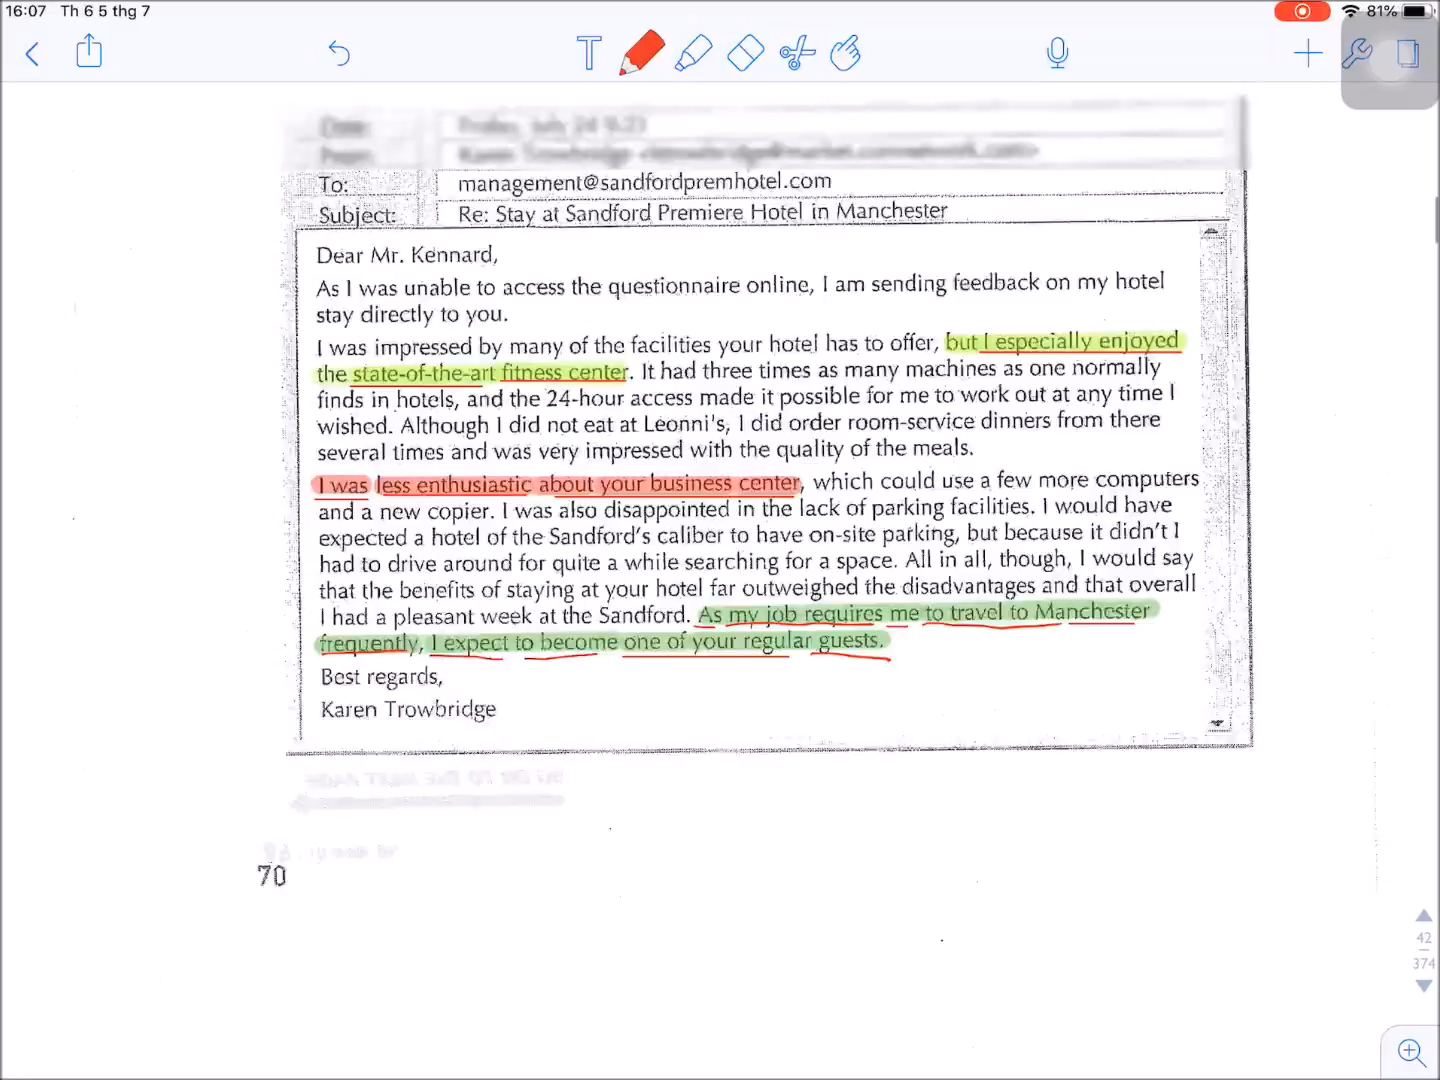 16:07 Th 6 5 thg 7
81%
T
To: management@sandfordpremhotel.com
Subject: Re: Stay at Sandford Premiere Hotel in Manchester
Dear Mr. Kennard,
As I was unable to access the questionnaire online, I am sending feedback on my hotel
stay directly to you.
I was impressed by many of the facilities your hotel has to offer, but I especially enjoyed
the state-of-the-art fitness center. It had three times as many machines as one normally
finds in hotels, and the 24-hour access made it possible for me to work out at any time I
wished. Although I did not eat at Leonni's, I did order room-service dinners from there
several times and was very impressed with the quality of the meals.
I was less enthusiastic about your business center, which could use a few more computers
and a new copier. I was also disappointed in the lack of parking facilities. I would have
expected a hotel of the Sandford's caliber to have on-site parking, but because it didn't I
had to drive around for quite a while searching for a space. All in all, though, I would say
that the benefits of staying at your hotel far outweighed the disadvantages and that overall
I had a pleasant week at the Sandford. As my job requires me to travel to Manchester
frequently, I expect to become one of your regular guests.
Best regards,
Karen Trowbridge
70
42
374